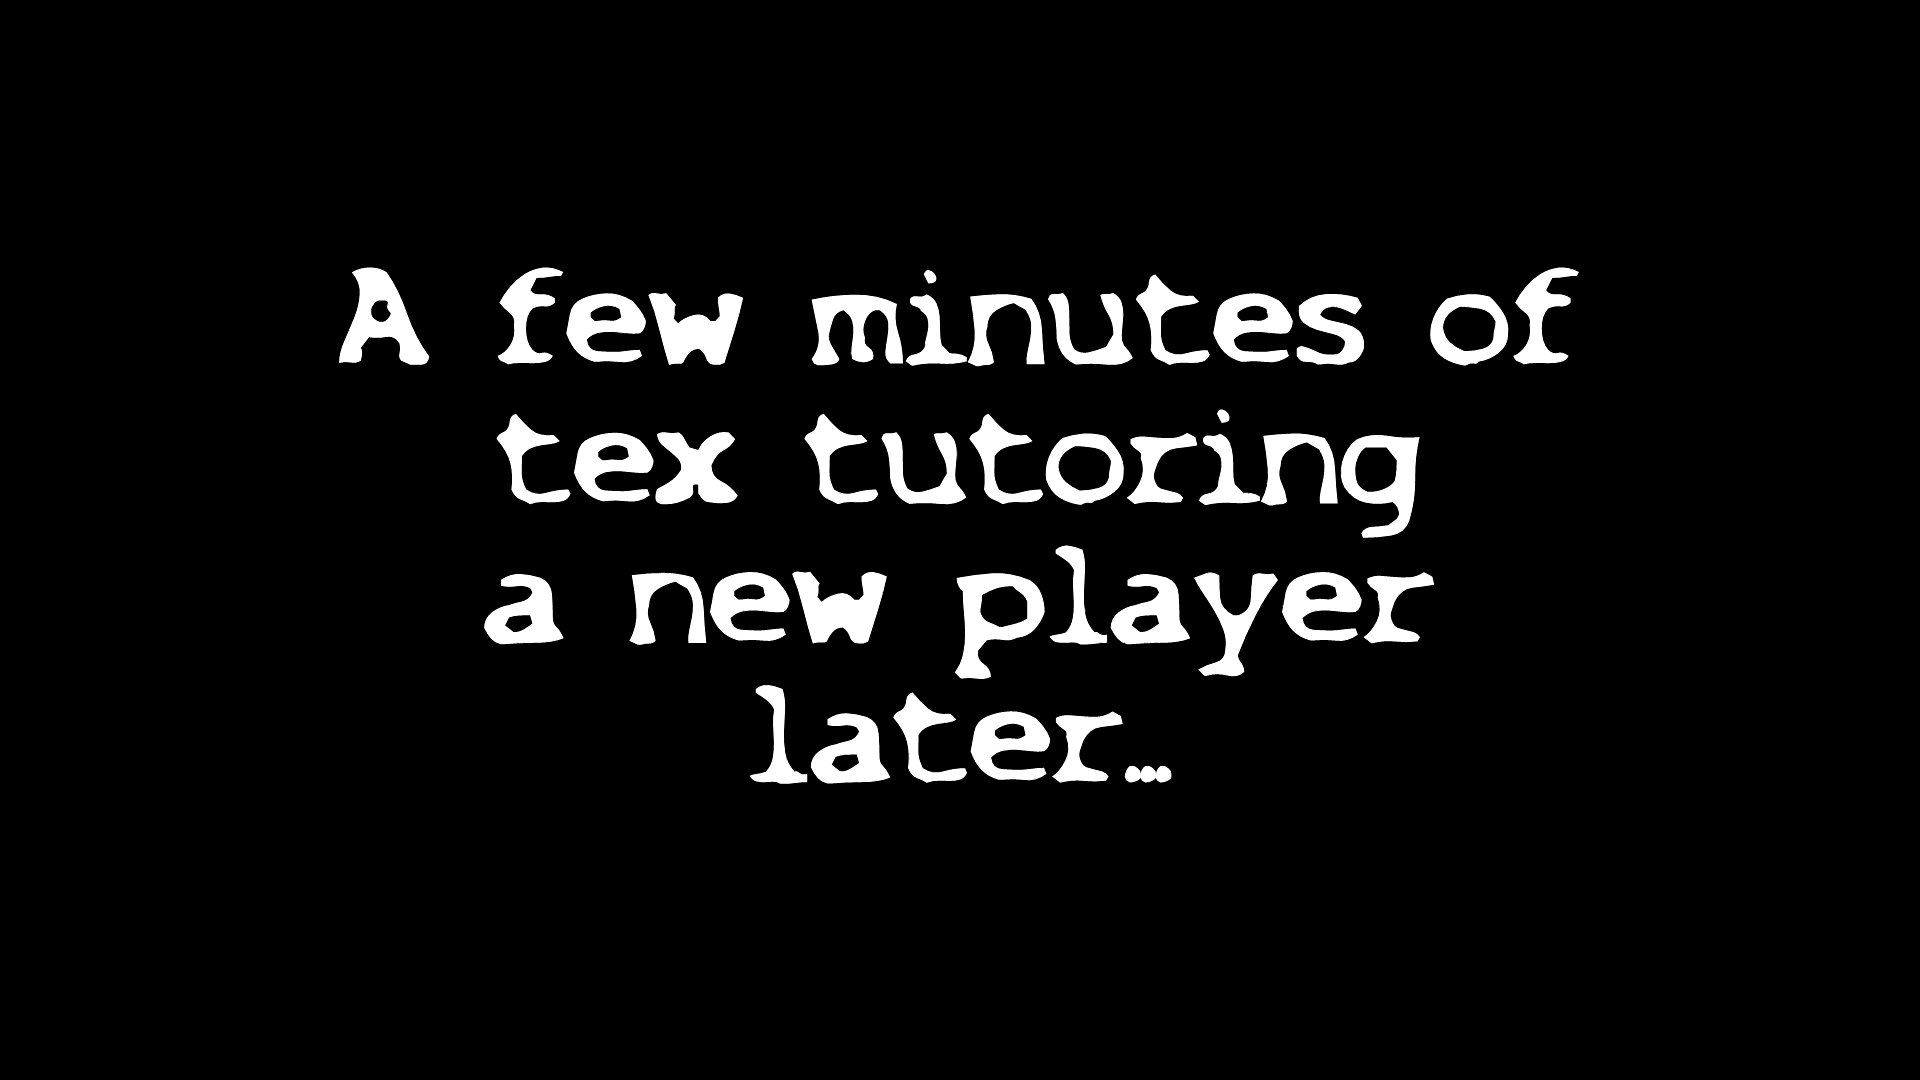 A few minutes of
tex tutoring
a new player
later...